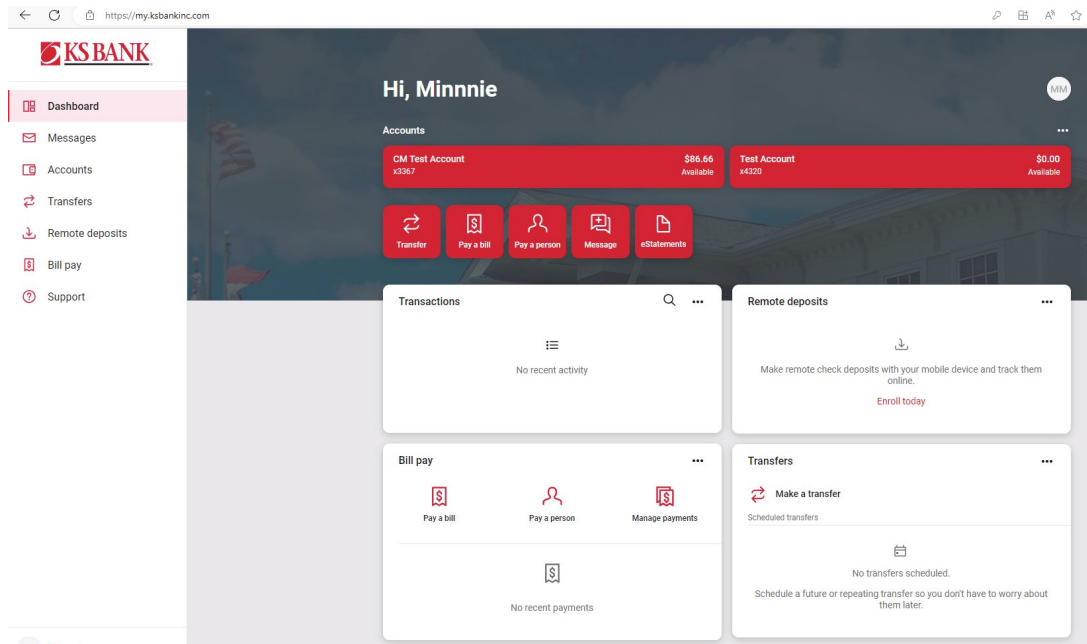 https://my.ksbankinc.com
KS BANK
Dashboard
Messages
Accounts
Transfers
Remote deposits
Bill pay
Support
Hi, Minnnie
MM
Accounts
CM Test Account $86.66
x3367 Available
Test Account $0.00
x4320 Available
Transfer
Pay a bill
Pay a person
Message
eStatements
Transactions
No recent activity
Remote deposits
Make remote check deposits with your mobile device and track them
online.
Enroll today
Bill pay
Pay a bill
Pay a person
Manage payments
No recent payments
Transfers
Make a transfer
Scheduled transfers
No transfers scheduled.
Schedule a future or repeating transfer so you don't have to worry about
them later.